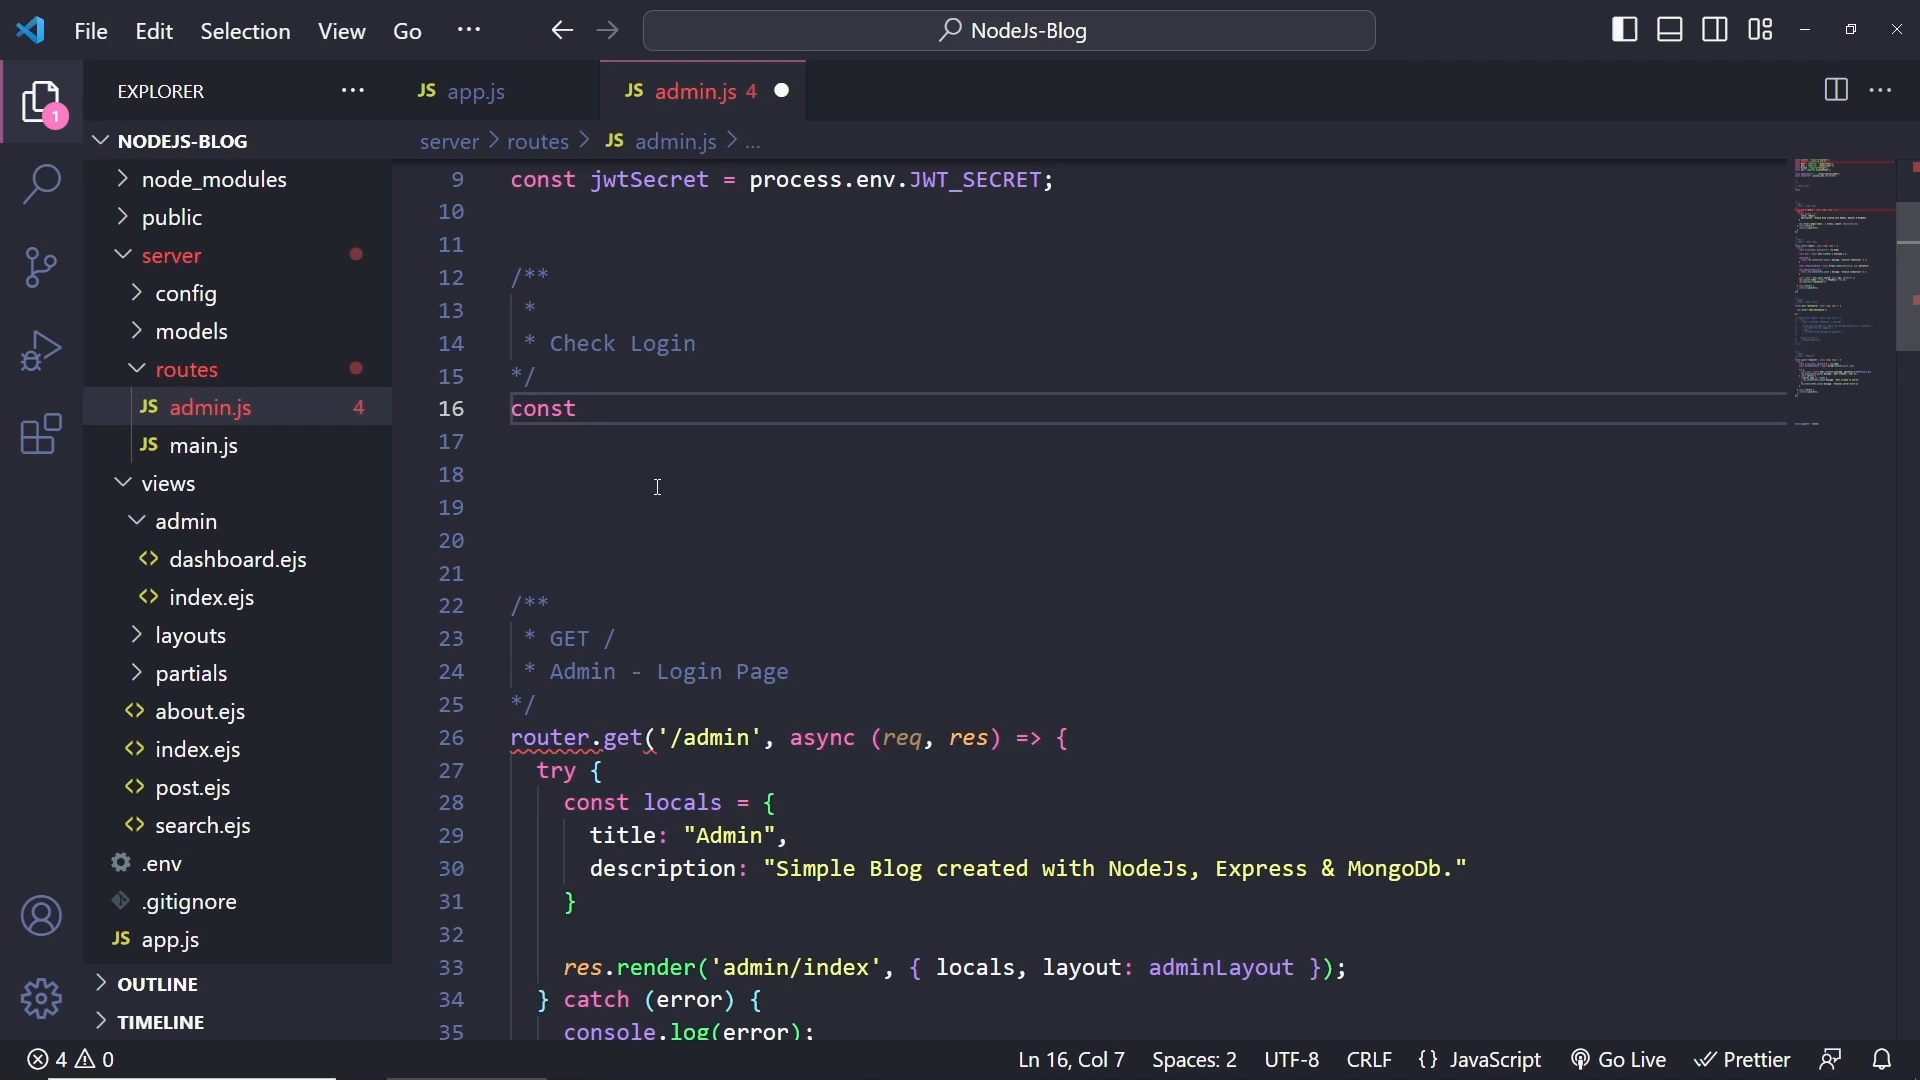 File Edit Selection View Go ··· NodeJs-Blog
EXPLORER ···
JS app.js
JS admin.js 4
NODEJS-BLOG
server > routes > JS admin.js > ...
node_modules
public
server
config
models
routes
JS admin.js 4
JS main.js
views
admin
<> dashboard.ejs
<> index.ejs
layouts
partials
<> about.ejs
<> index.ejs
<> post.ejs
<> search.ejs
.env
.gitignore
JS app.js
OUTLINE
TIMELINE
1
9 const jwtSecret = process.env.JWT_SECRET;
10
11
12 /**
13 *
14 * Check Login
15 */
16 const
17
18
19
20
21
22 /**
23 * GET /
24 * Admin - Login Page
25 */
26 router.get('/admin', async (req, res) => {
27 try {
28 const locals = {
29 title: "Admin",
30 description: "Simple Blog created with NodeJs, Express & MongoDb."
31 }
32
33 res.render('admin/index', { locals, layout: adminLayout });
34 } catch (error) {
35 console.log(error);
4 0 Ln 16, Col 7 Spaces: 2 UTF-8 CRLF {} JavaScript Go Live Prettier